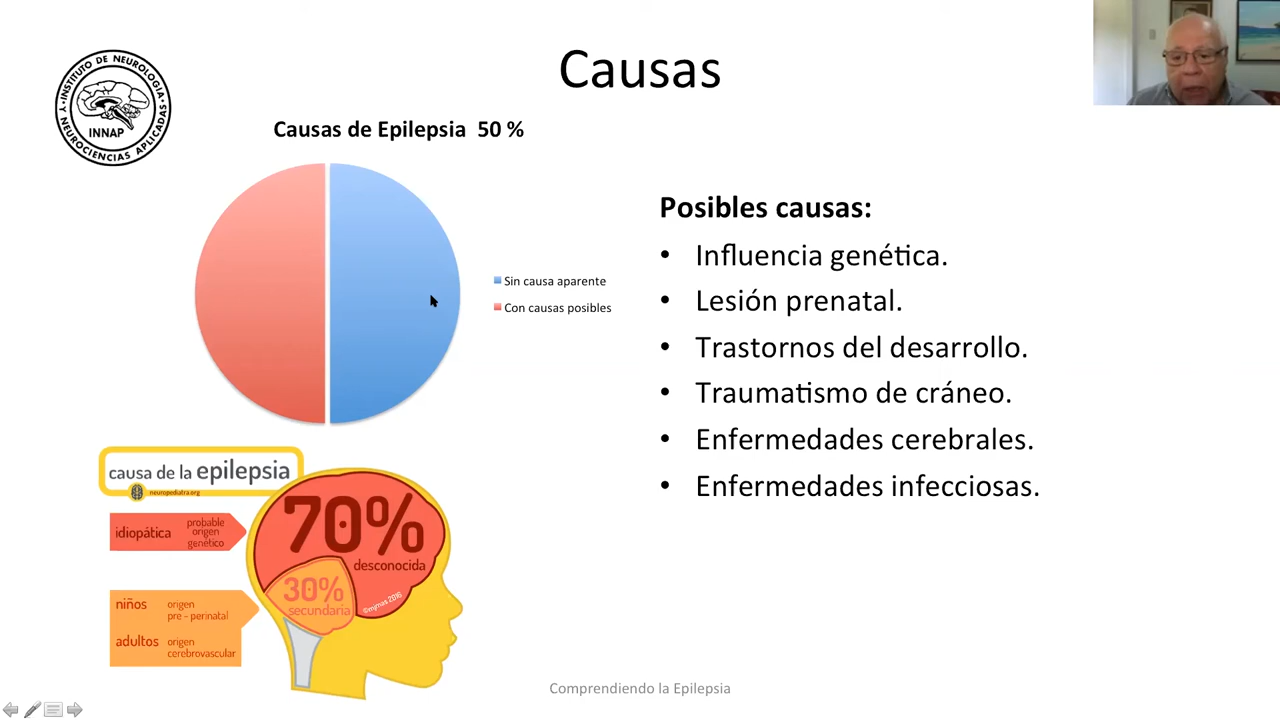 Causas
INSTITUTO DE NEUROLOGIA
Y NEUROCIENCIAS APLICADAS
INNAP
Causas de Epilepsia 50 %
Sin causa aparente
Con causas posibles
Posibles causas:
• Influencia genética.
• Lesión prenatal.
• Trastornos del desarrollo.
• Traumatismo de cráneo.
• Enfermedades cerebrales.
• Enfermedades infecciosas.
causa de la epilepsia
neuropediatra.org
idiopática
probable
origen
genético
70%
desconocida
30%
secundaria
©mjmas 2016
niños
origen
pre - perinatal
adultos
origen
cerebrovascular
Comprendiendo la Epilepsia